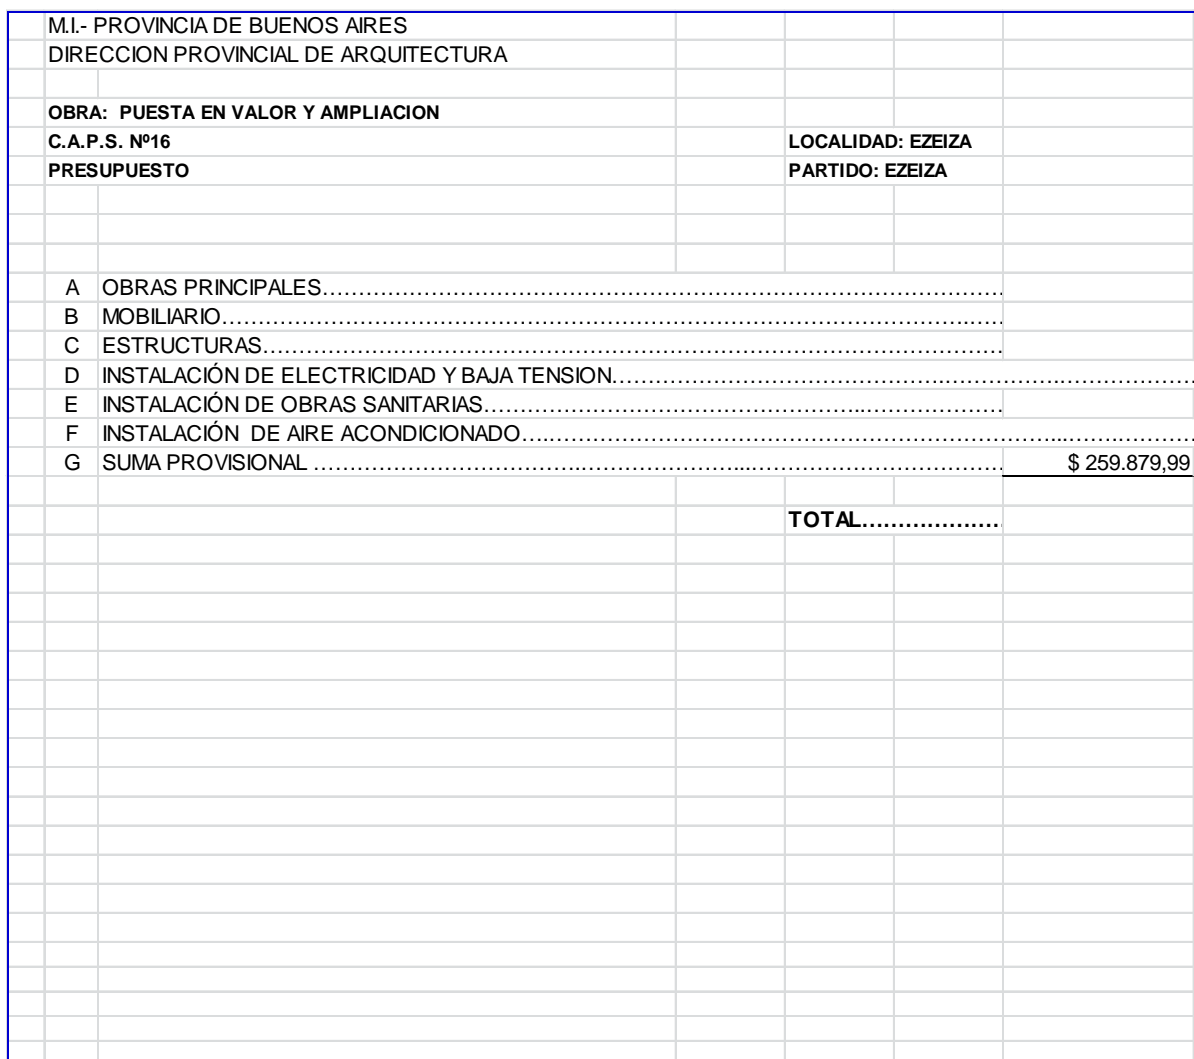 M.I.- PROVINCIA DE BUENOS AIRES
DIRECCION PROVINCIAL DE ARQUITECTURA
OBRA: PUESTA EN VALOR Y AMPLIACION
C.A.P.S. Nº16 LOCALIDAD: EZEIZA
PRESUPUESTO PARTIDO: EZEIZA
A OBRAS PRINCIPALES……………………………………………………………………………
B MOBILIARIO……………………………………………………………………………………
C ESTRUCTURAS…………………………………………………………………………………
D INSTALACIÓN DE ELECTRICIDAD Y BAJA TENSION……………………………………………………………
E INSTALACIÓN DE OBRAS SANITARIAS………………………………………………………
F INSTALACIÓN DE AIRE ACONDICIONADO……………………………………………………………………
G SUMA PROVISIONAL …………………………………………………………………………… $ 259.879,99
TOTAL…………………